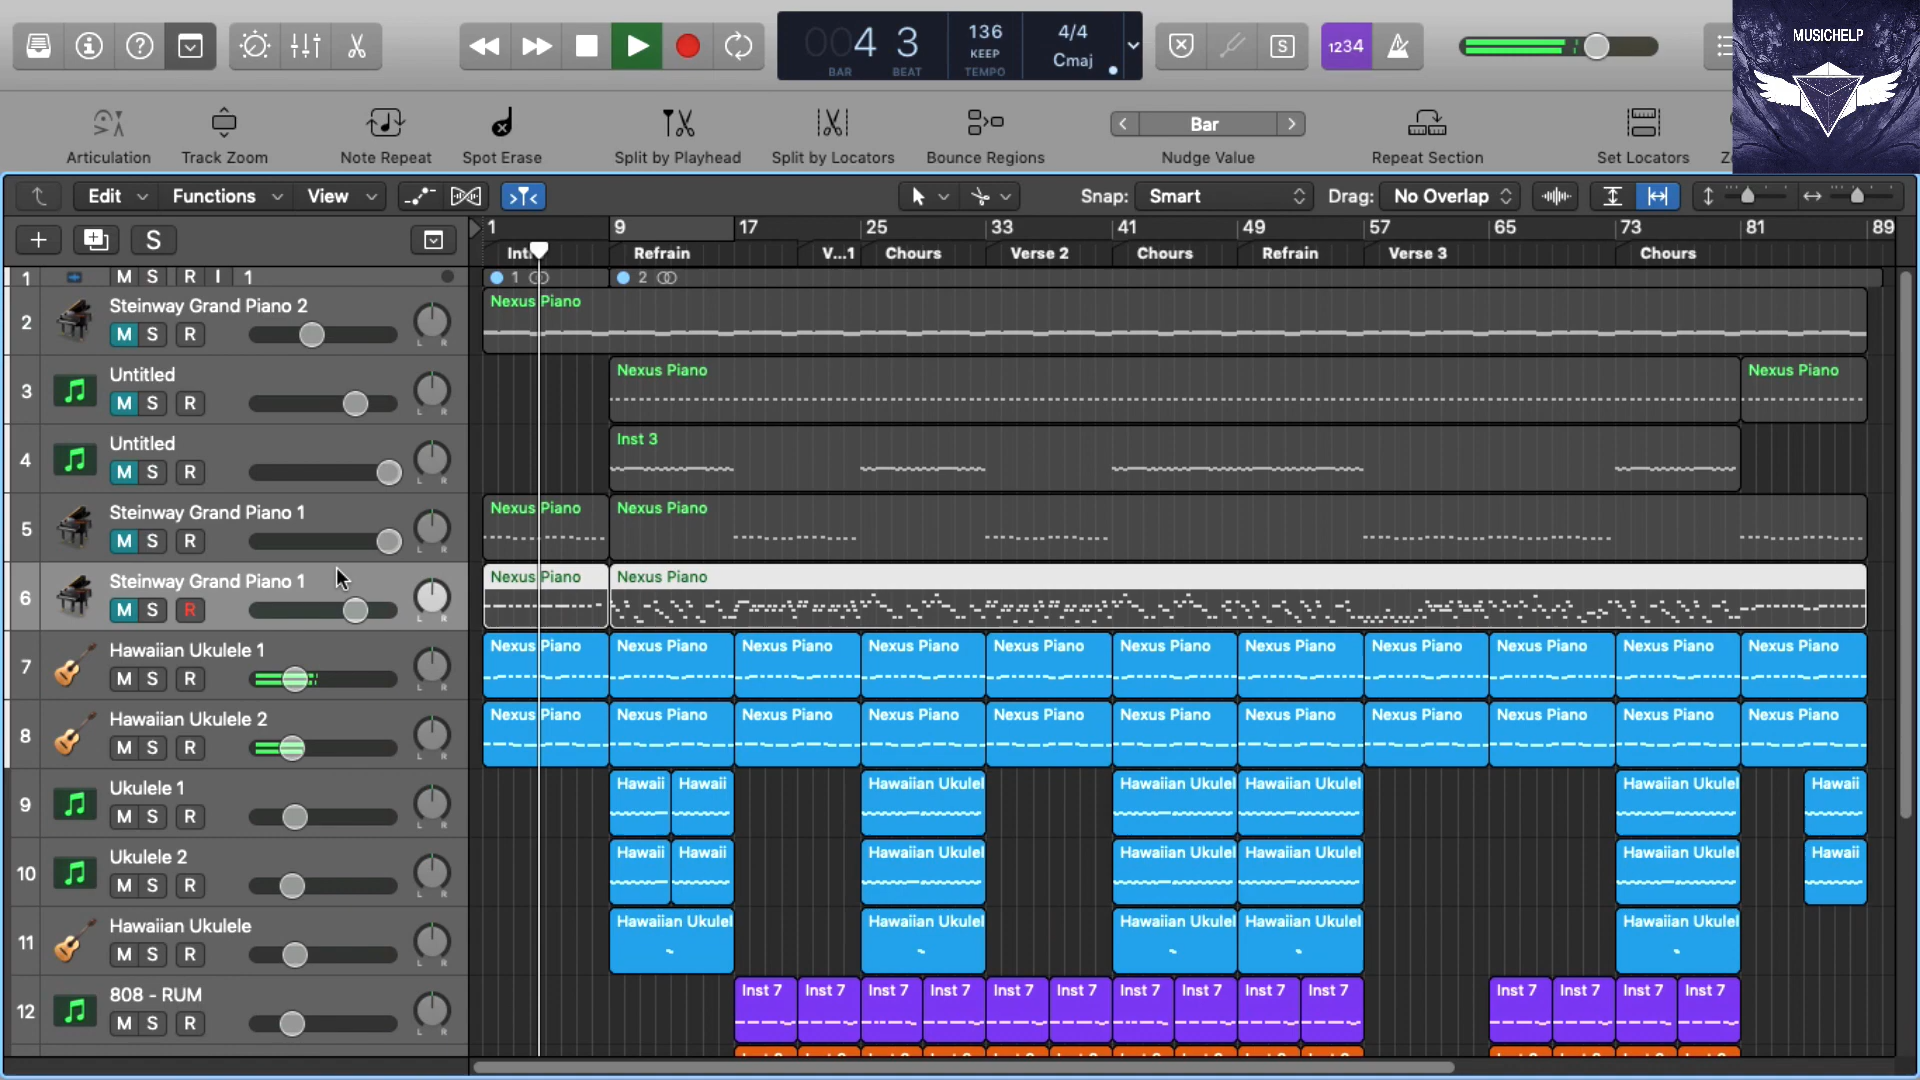 004 3
BAR BEAT
136
KEEP
TEMPO
4/4
Cmaj
S
1234
MUSICHELP
Articulation Track Zoom Note Repeat Spot Erase Split by Playhead Split by Locators Bounce Regions Nudge Value Repeat Section Set Locators
Bar
Edit Functions View Snap: Smart Drag: No Overlap
S
1 9 17 25 33 41 49 57 65 73 81 89
Int Refrain V...1 Chours Verse 2 Chours Refrain Verse 3 Chours
1 M S R I 1
1 2
2 Steinway Grand Piano 2
M S R L R
Nexus Piano
3 Untitled
M S R L R
Nexus Piano Nexus Piano
4 Untitled
M S R L R
Inst 3
5 Steinway Grand Piano 1
M S R L R
Nexus Piano Nexus Piano
6 Steinway Grand Piano 1
M S R L R
Nexus Piano Nexus Piano
7 Hawaiian Ukulele 1
M S R L R
Nexus Piano Nexus Piano Nexus Piano Nexus Piano Nexus Piano Nexus Piano Nexus Piano Nexus Piano Nexus Piano Nexus Piano Nexus Piano
8 Hawaiian Ukulele 2
M S R L R
Nexus Piano Nexus Piano Nexus Piano Nexus Piano Nexus Piano Nexus Piano Nexus Piano Nexus Piano Nexus Piano Nexus Piano Nexus Piano
9 Ukulele 1
M S R L R
Hawaii Hawaii Hawaiian Ukulel Hawaiian Ukulel Hawaiian Ukulel Hawaiian Ukulel Hawaii
10 Ukulele 2
M S R L R
Hawaii Hawaii Hawaiian Ukulel Hawaiian Ukulel Hawaiian Ukulel Hawaiian Ukulel Hawaii
11 Hawaiian Ukulele
M S R L R
Hawaiian Ukulel Hawaiian Ukulel Hawaiian Ukulel Hawaiian Ukulel Hawaiian Ukulel
12 808 - RUM
M S R L R
Inst 7 Inst 7 Inst 7 Inst 7 Inst 7 Inst 7 Inst 7 Inst 7 Inst 7 Inst 7 Inst 7 Inst 7 Inst 7 Inst 7